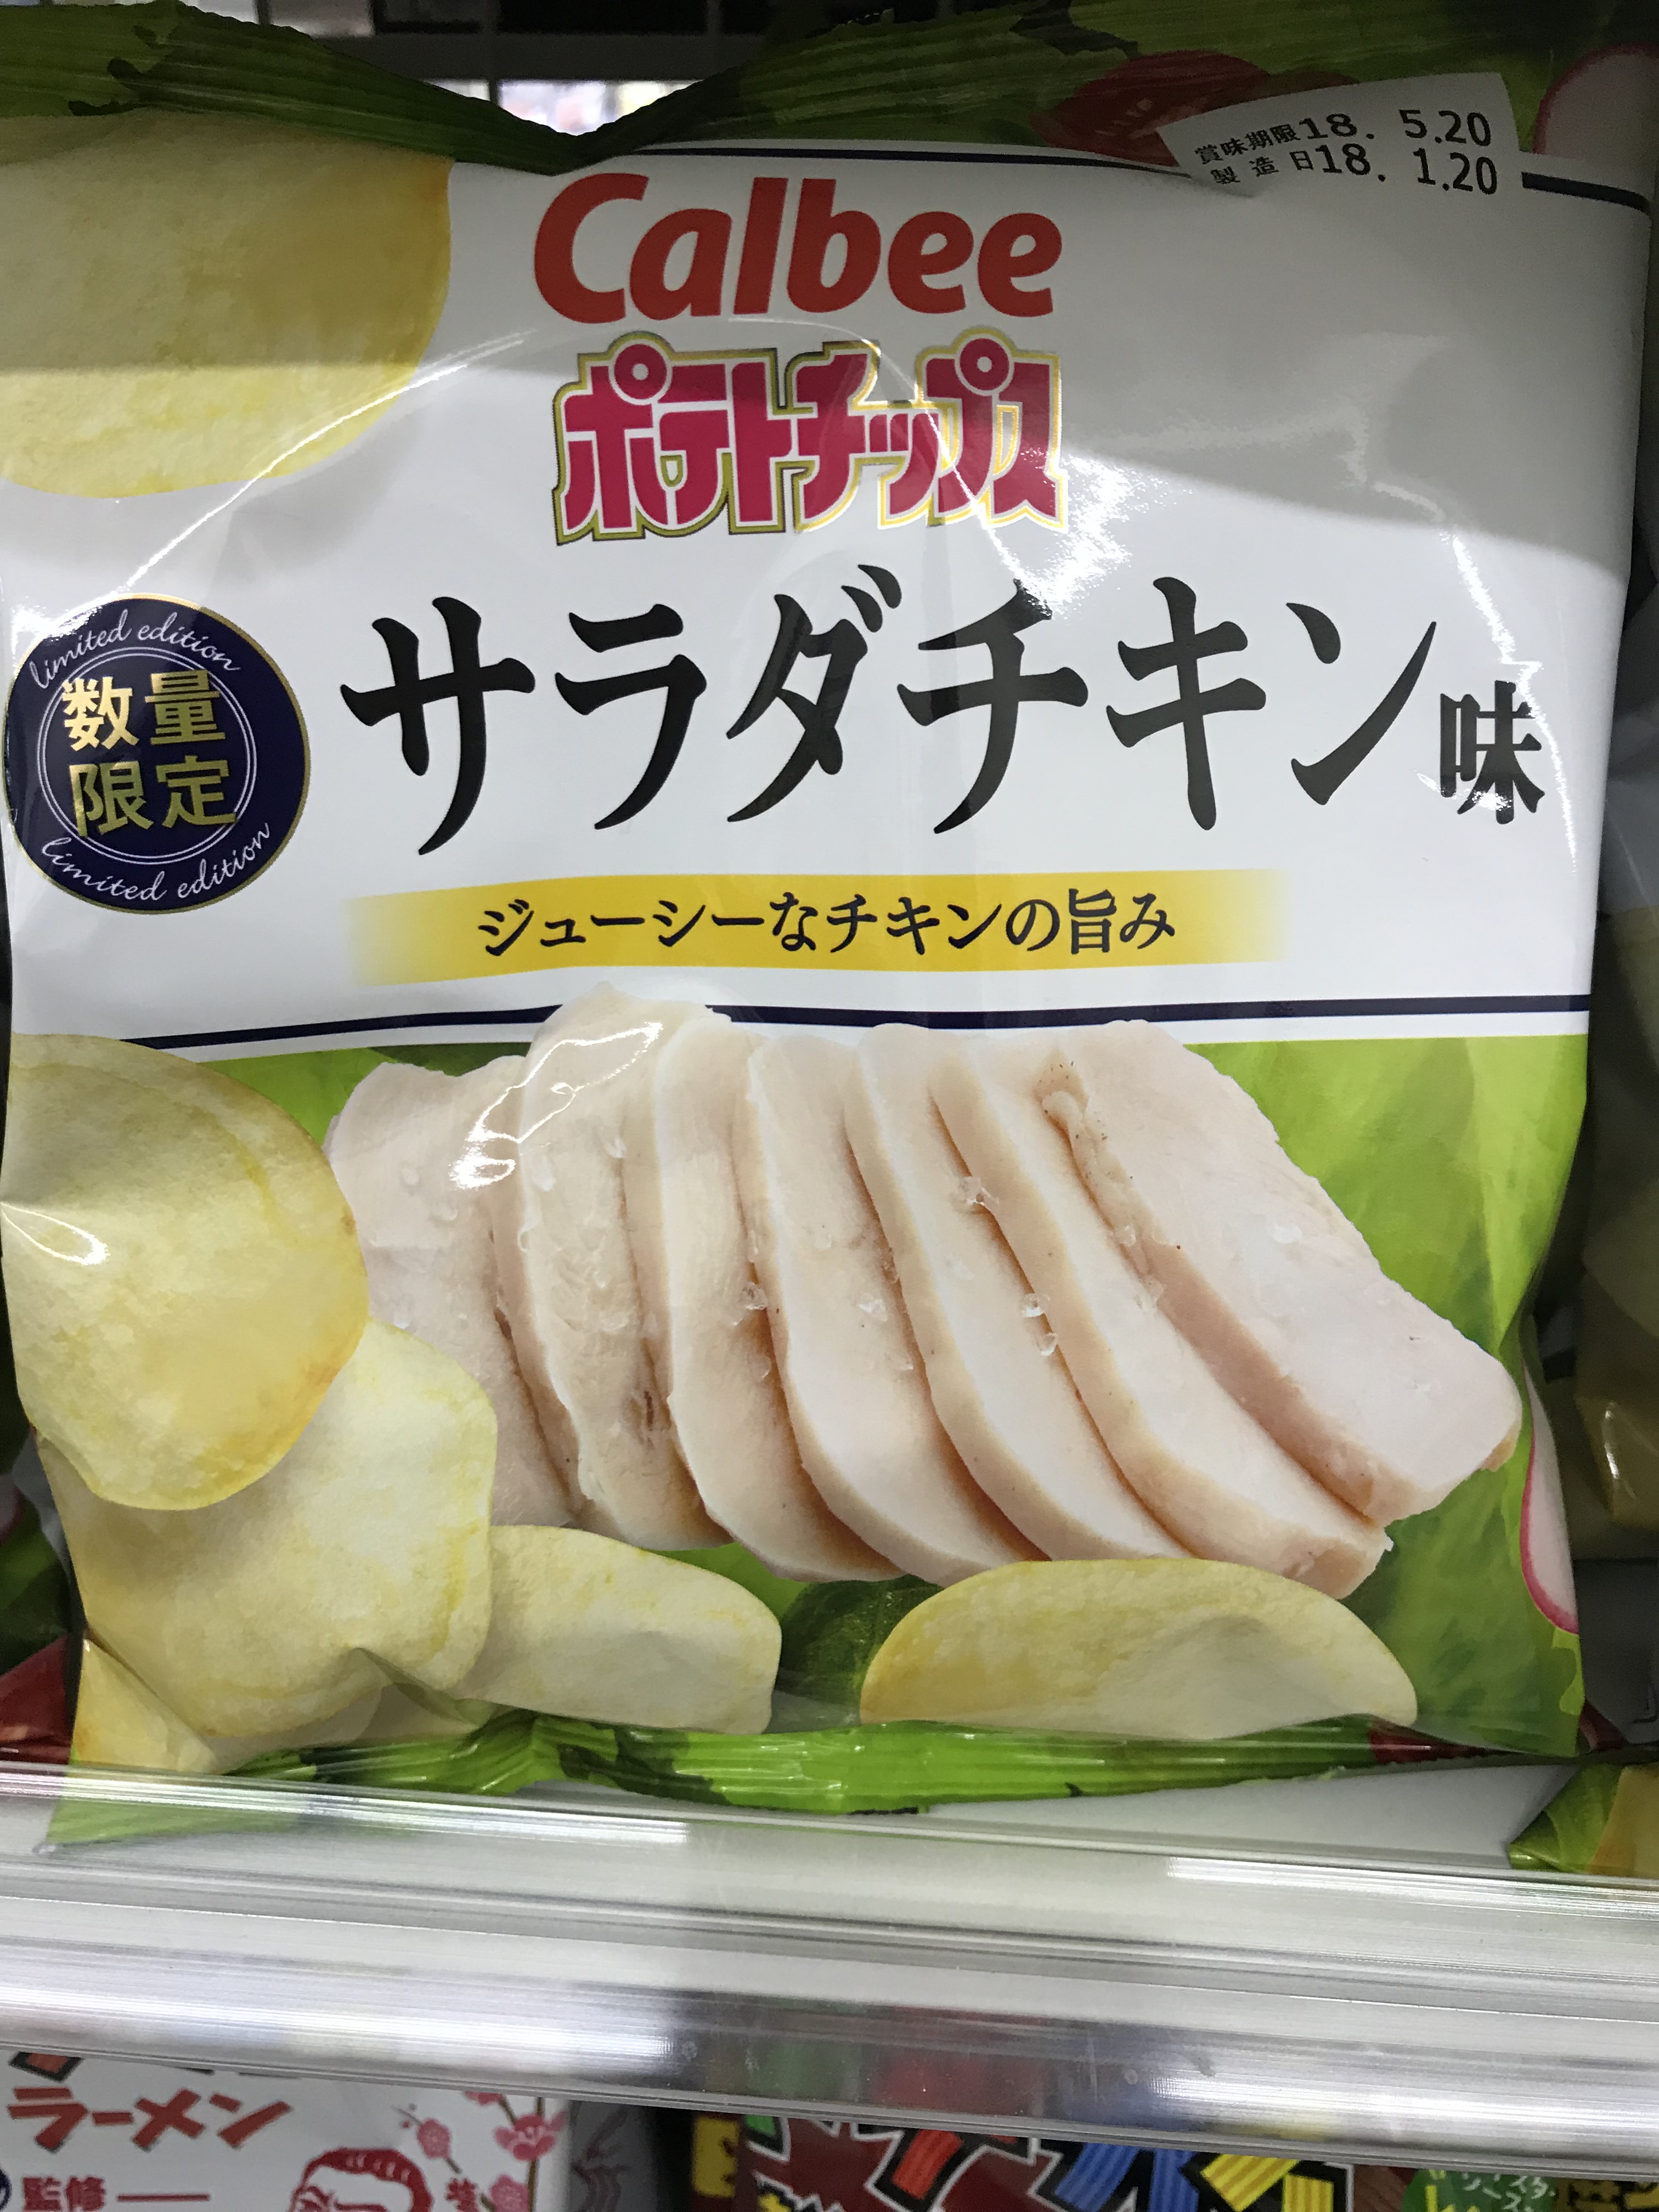 賞味期限18. 5.20
製造日18. 1.20
Calbee
ポテトチップス
limited edition
数量
限定
limited edition
サラダチキン味
ジューシーなチキンの旨み
ラーメン
監修